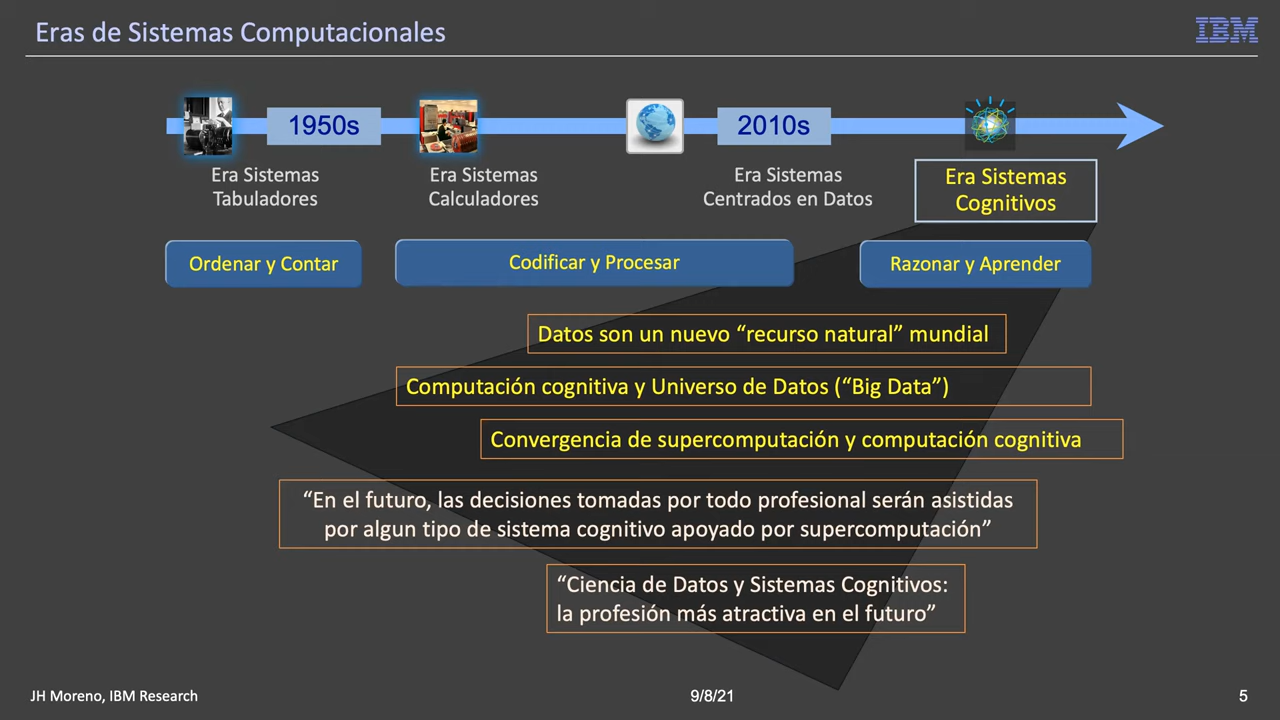 Eras de Sistemas Computacionales
IBM
1950s
2010s
Era Sistemas
Tabuladores
Era Sistemas
Calculadores
Era Sistemas
Centrados en Datos
Era Sistemas
Cognitivos
Ordenar y Contar
Codificar y Procesar
Razonar y Aprender
Datos son un nuevo “recurso natural” mundial
Computación cognitiva y Universo de Datos (“Big Data”)
Convergencia de supercomputación y computación cognitiva
“En el futuro, las decisiones tomadas por todo profesional serán asistidas
por algun tipo de sistema cognitivo apoyado por supercomputación”
“Ciencia de Datos y Sistemas Cognitivos:
la profesión más atractiva en el futuro”
JH Moreno, IBM Research
9/8/21
5